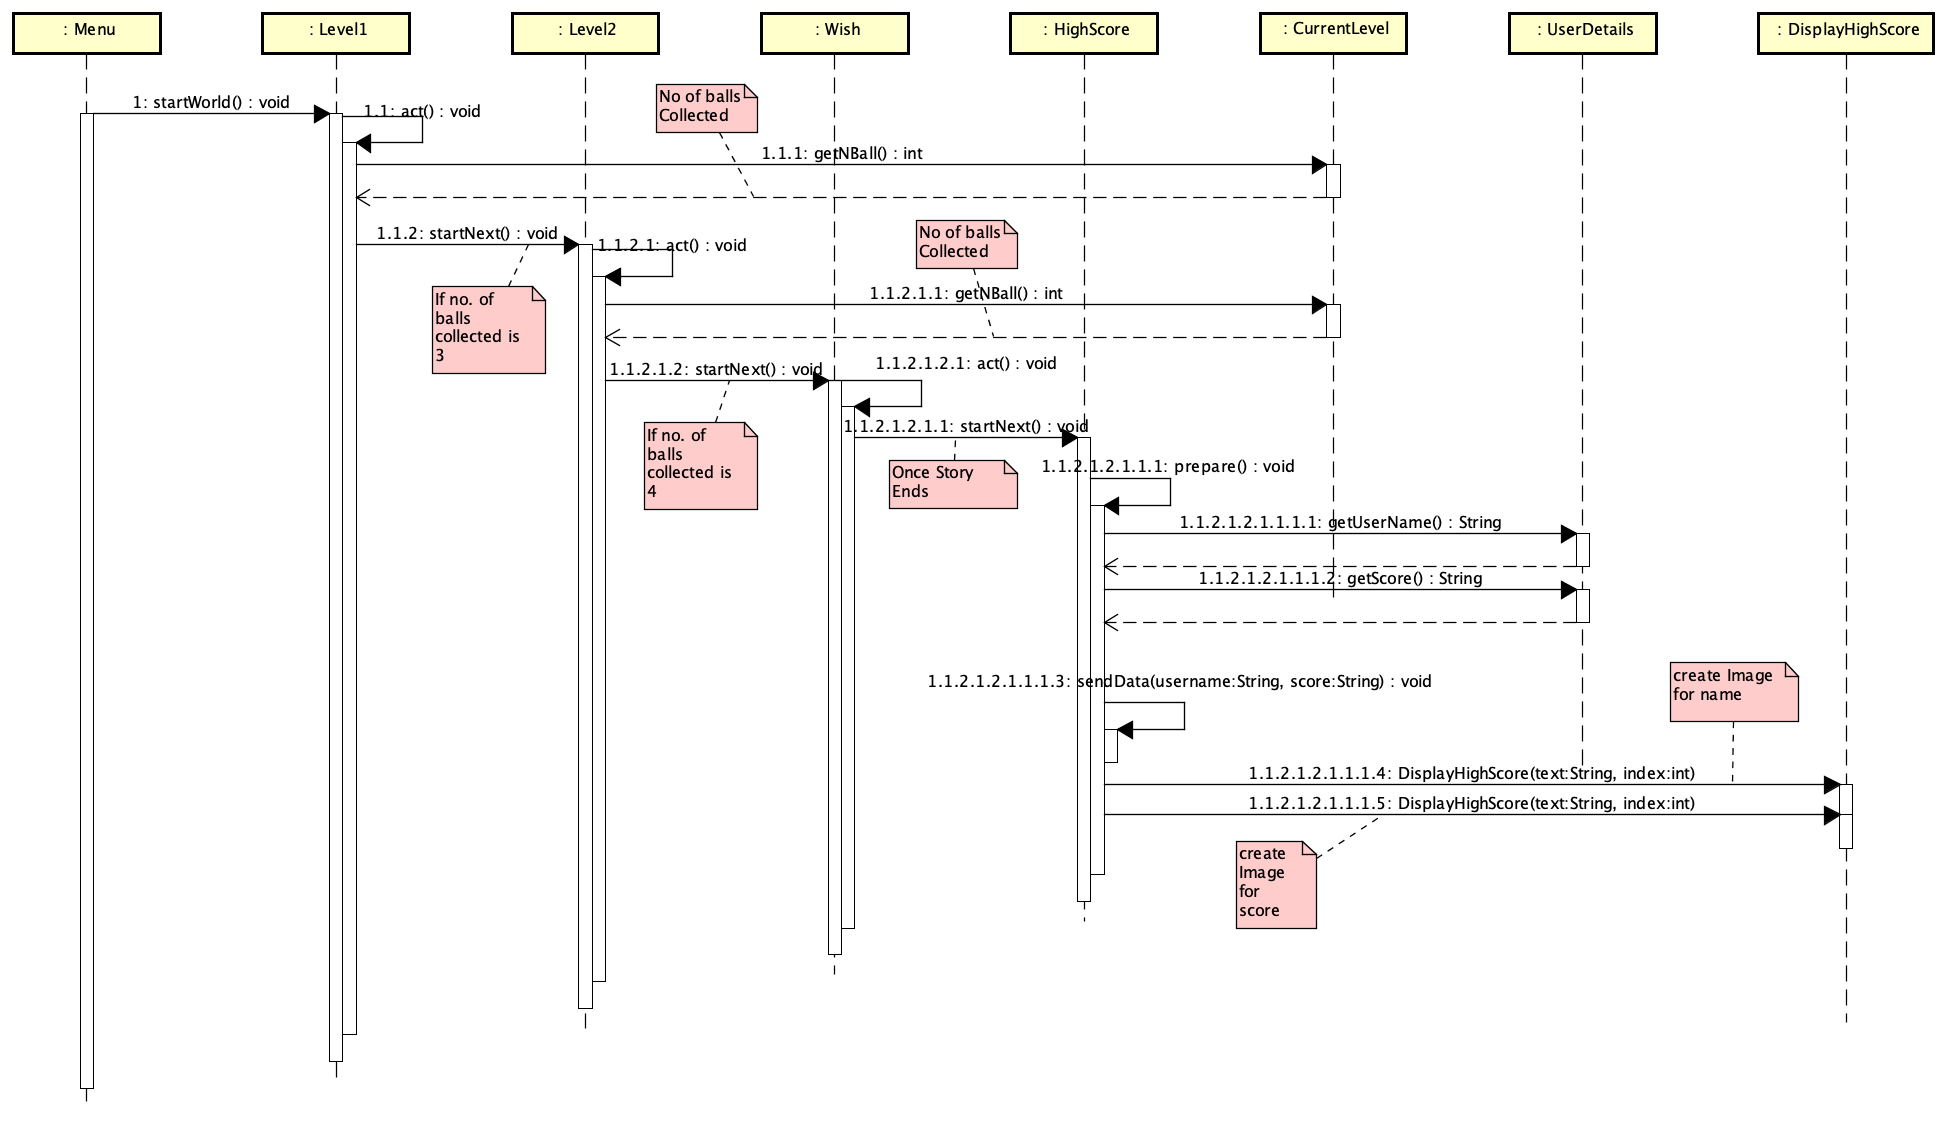 : Menu
: Level1
: Level2
: Wish
: HighScore
: CurrentLevel
: UserDetails
: DisplayHighScore
1: startWorld() : void
1.1: act() : void
No of balls
Collected
1.1.1: getNBall() : int
1.1.2: startNext() : void
1.1.2.1: act() : void
No of balls
Collected
If no. of
balls
collected is
3
1.1.2.1.1: getNBall() : int
1.1.2.1.2: startNext() : void
1.1.2.1.2.1: act() : void
If no. of
balls
collected is
4
1.1.2.1.2.1.1: startNext() : void
Once Story
Ends
1.1.2.1.2.1.1.1: prepare() : void
1.1.2.1.2.1.1.1.1: getUserName() : String
1.1.2.1.2.1.1.1.2: getScore() : String
1.1.2.1.2.1.1.1.3: sendData(username:String, score:String) : void
create Image
for name
1.1.2.1.2.1.1.1.4: DisplayHighScore(text:String, index:int)
1.1.2.1.2.1.1.1.5: DisplayHighScore(text:String, index:int)
create
Image
for
score